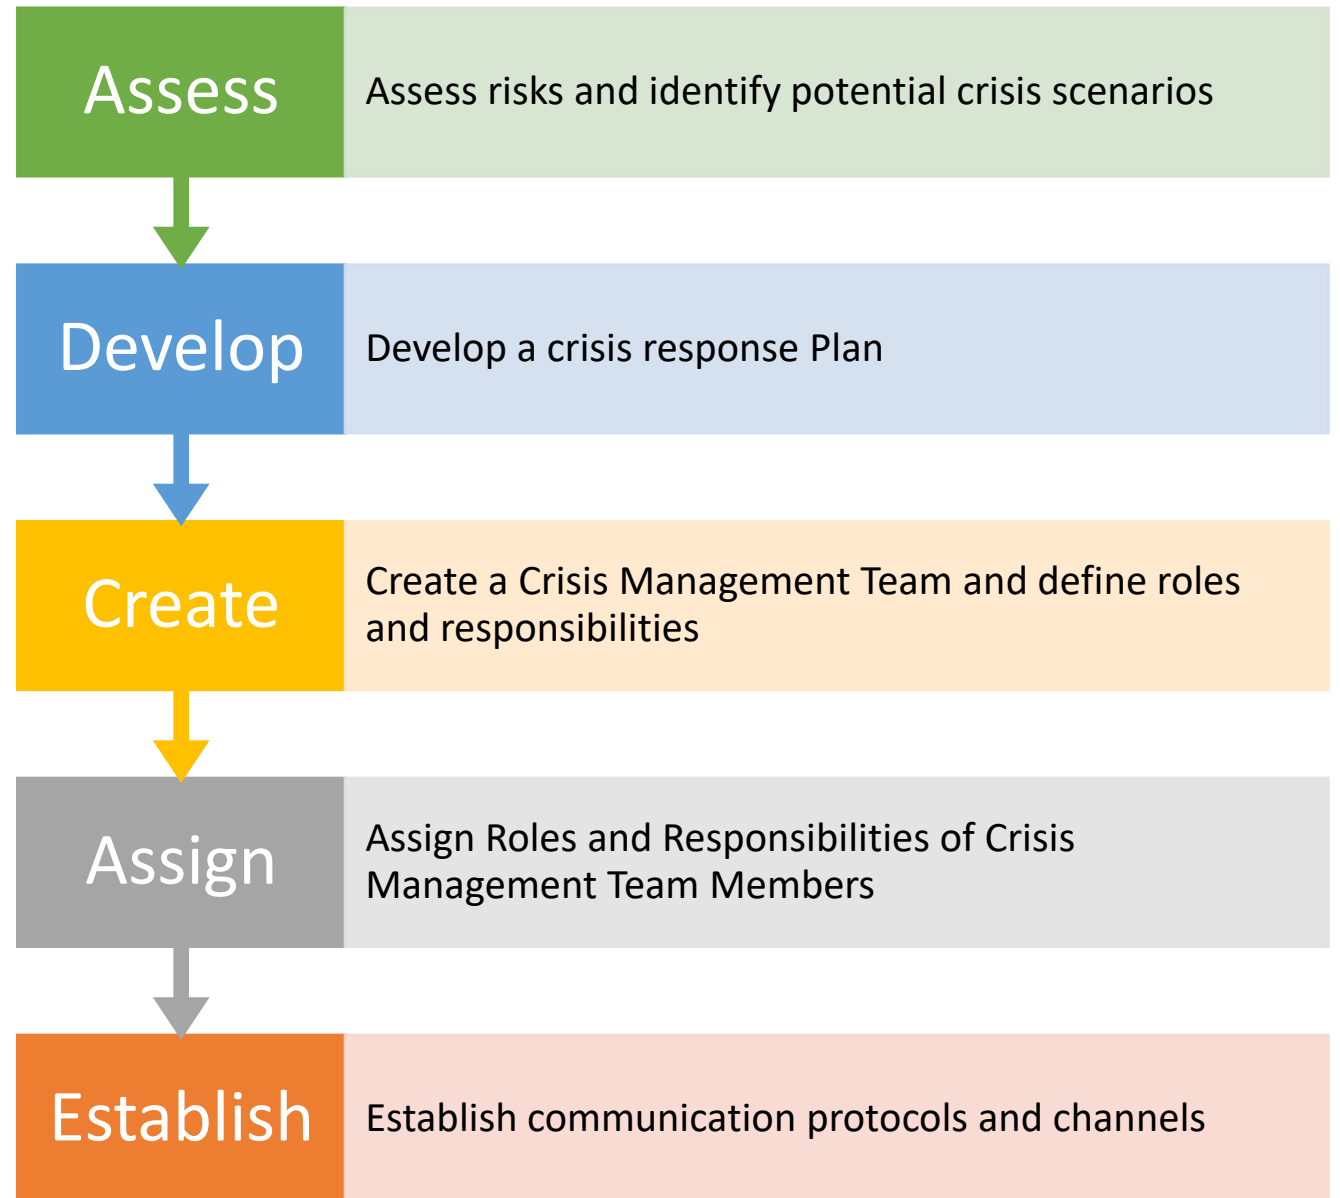 Assess
Assess risks and identify potential crisis scenarios
Develop
Develop a crisis response Plan
Create
Create a Crisis Management Team and define roles
and responsibilities
Assign
Assign Roles and Responsibilities of Crisis
Management Team Members
Establish
Establish communication protocols and channels